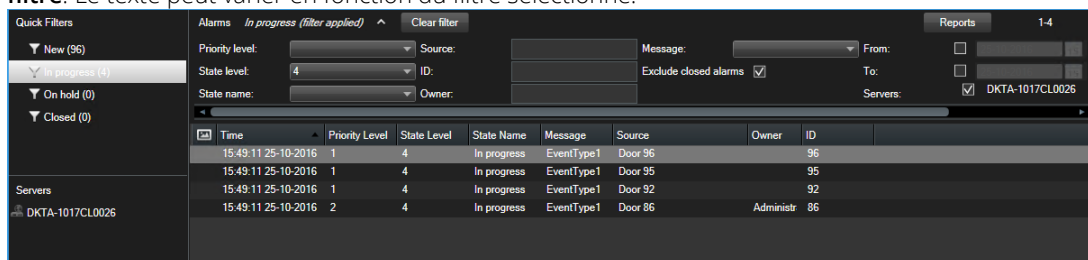 filtre. Le texte peut varier en fonction du filtre sélectionné.
Quick Filters
New (96)
In progress (4)
On hold (0)
Closed (0)
Servers
DKTA-1017CL0026
Alarms In progress (filter applied) Clear filter Reports 1-4
Priority level: Source: Message: From:
State level: 4 ID: Exclude closed alarms To:
State name: Owner: Servers: DKTA-1017CL0026
Time Priority Level State Level State Name Message Source Owner ID
15:49:11 25-10-2016 1 4 In progress EventType1 Door 96 96
15:49:11 25-10-2016 1 4 In progress EventType1 Door 95 95
15:49:11 25-10-2016 1 4 In progress EventType1 Door 92 92
15:49:11 25-10-2016 2 4 In progress EventType1 Door 86 Administr 86